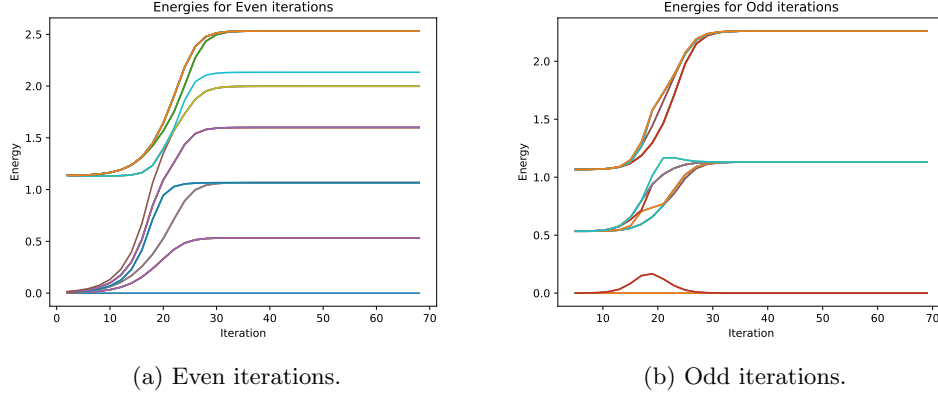 Energies for Even iterations
Energy
2.5
2.0
1.5
1.0
0.5
0.0
0 10 20 30 40 50 60 70
Iteration
(a) Even iterations.
Energies for Odd iterations
Energy
2.0
1.5
1.0
0.5
0.0
10 20 30 40 50 60 70
Iteration
(b) Odd iterations.